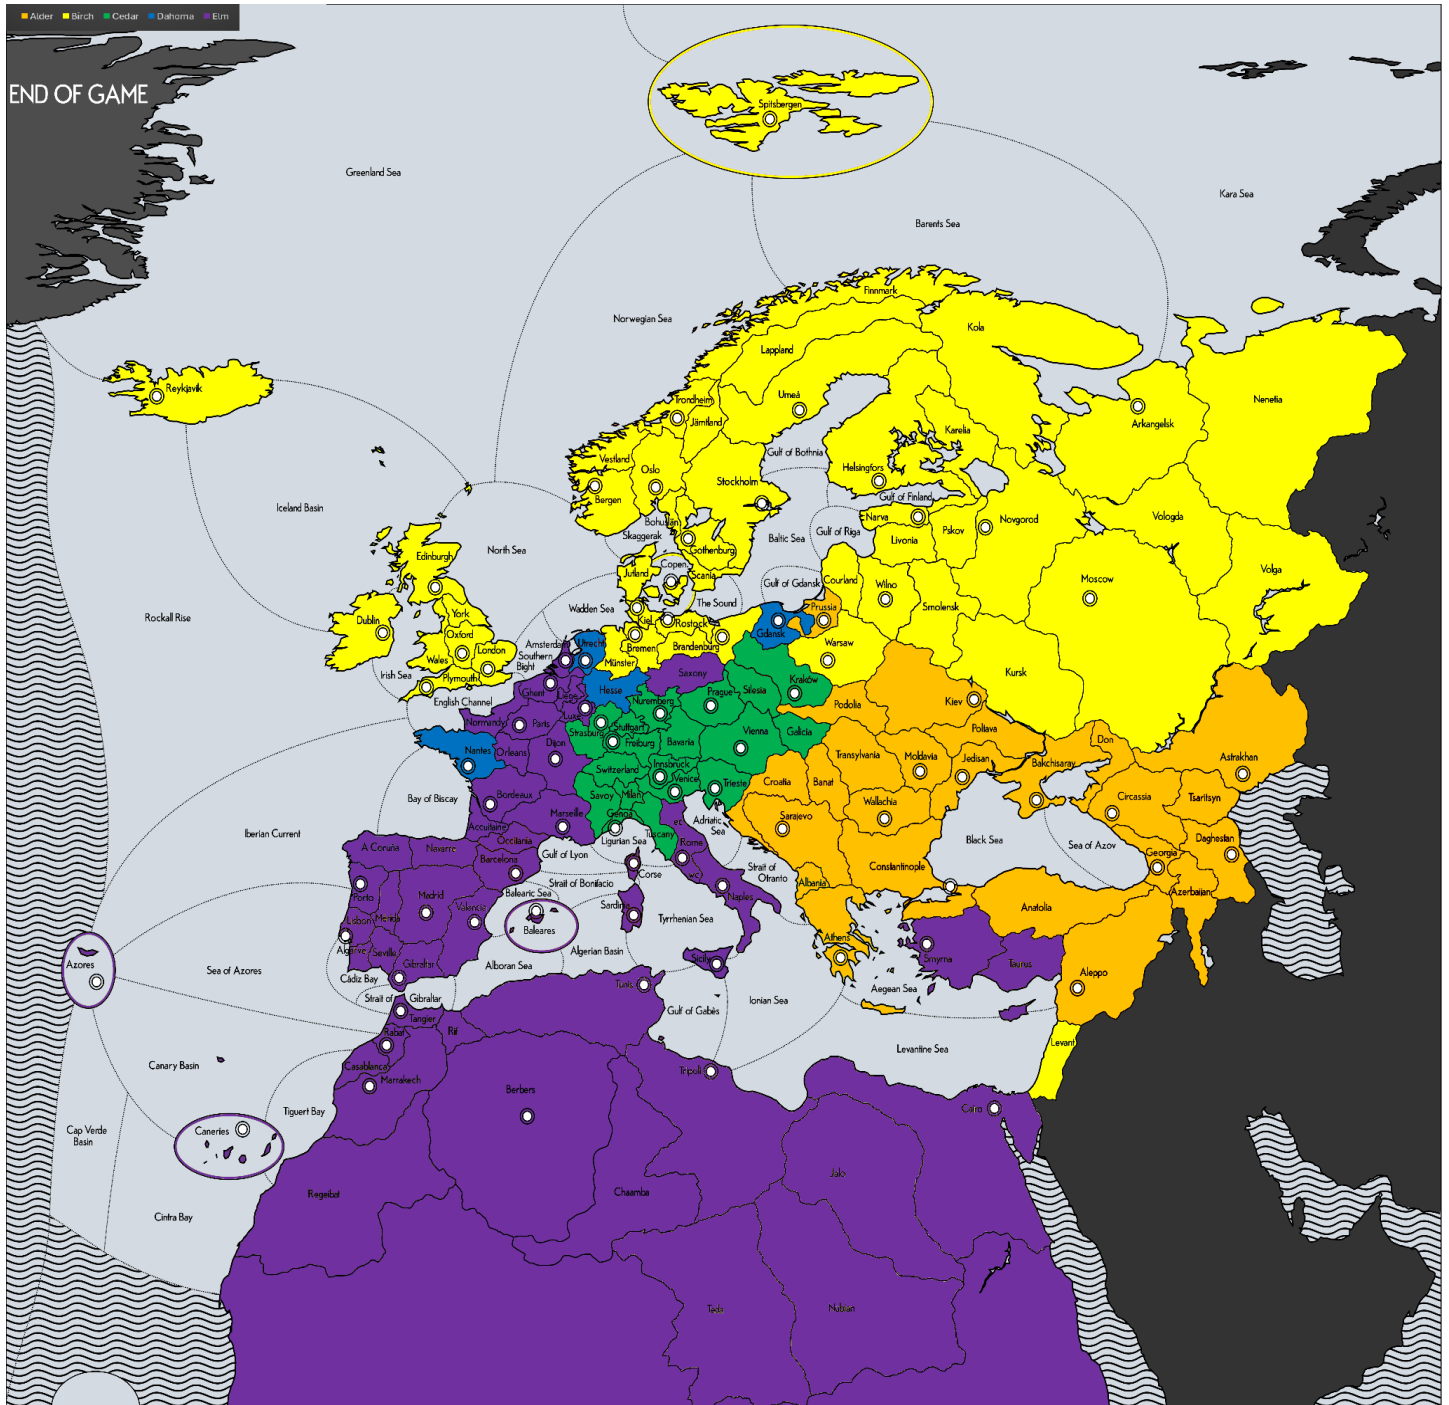 Alder Birch Cedar Dahoma Elm
END OF GAME
Spitsbergen
Greenland Sea
Kara Sea
Barents Sea
Finnmark
Norwegian Sea
Kola
Lappland
Reykjavík
Umeå
Trondheim
Jämtland
Nenetia
Arkangelsk
Karelia
Gulf of Bothnia
Vestland
Oslo
Helsingfors
Stockholm
Bergen
Gulf of Finland
Iceland Basin
Narva
Novgorod
Vologda
Bohuslän
Skaggerak
Gulf of Riga
Pskov
Baltic Sea
Livonia
North Sea
Gothenburg
Edinburgh
Copen.
Jutland
Scania
Gulf of Gdansk
Courland
Wilno
Moscow
Volga
Wadden Sea
The Sound
Prussia
Smolensk
York
Rockall Rise
Dublin
Kiel
Rostock
Gdansk
Oxford
Amsterdam
Utrecht
Bremen
Brandenburg
Warsaw
London
Southern
Bight
Wales
Münster
Irish Sea
Plymouth
Saxony
Kursk
Ghent
Liege
Hesse
Prague
Silesia
Kraków
English Channel
Nuremberg
Kiev
Podolia
Luxe
Normandy
Paris
Strasburg
Stuttgart
Vienna
Galicia
Poltava
Don
Nantes
Orleans
Dijon
Freiburg
Bavaria
Transylvania
Moldavia
Jedisan
Bakchisaray
Astrakhan
Innsbruck
Switzerland
Venice
Trieste
Croatia
Banat
Bay of Biscay
Bordeaux
Savoy
Milan
Wallachia
Circassia
Tsaritsyn
Marseille
Genoa
Sarajevo
Adriatic
Sea
Iberian Current
Accuitaine
Tuscany
ec
Occitania
Ligurian Sea
Rome
Black Sea
Sea of Azov
Daghestan
A Coruña
Navarre
Gulf of Lyon
Barcelona
Georgia
Corse
wc
Strait of
Otranto
Constantinople
Strait of Bonifacio
Albania
Azerbaijan
Porto
Madrid
Balearic Sea
Naples
Valencia
Sardinia
Anatolia
Lisbon
Merida
Tyrrhenian Sea
Baleares
Athens
Algarve
Seville
Algerian Basin
Smyrna
Azores
Gibraltar
Alboran Sea
Sicily
Taurus
Sea of Azores
Cádiz Bay
Aleppo
Tunis
Aegean Sea
Strait of Gibraltar
Ionian Sea
Gulf of Gabès
Tangier
Rabat
Rif
Levant
Levantine Sea
Canary Basin
Casablanca
Tripoli
Marrakech
Berbers
Tiguert Bay
Cairo
Cap Verde
Basin
Caneries
Jalo
Regeibat
Chaamba
Cintra Bay
Teda
Nubian